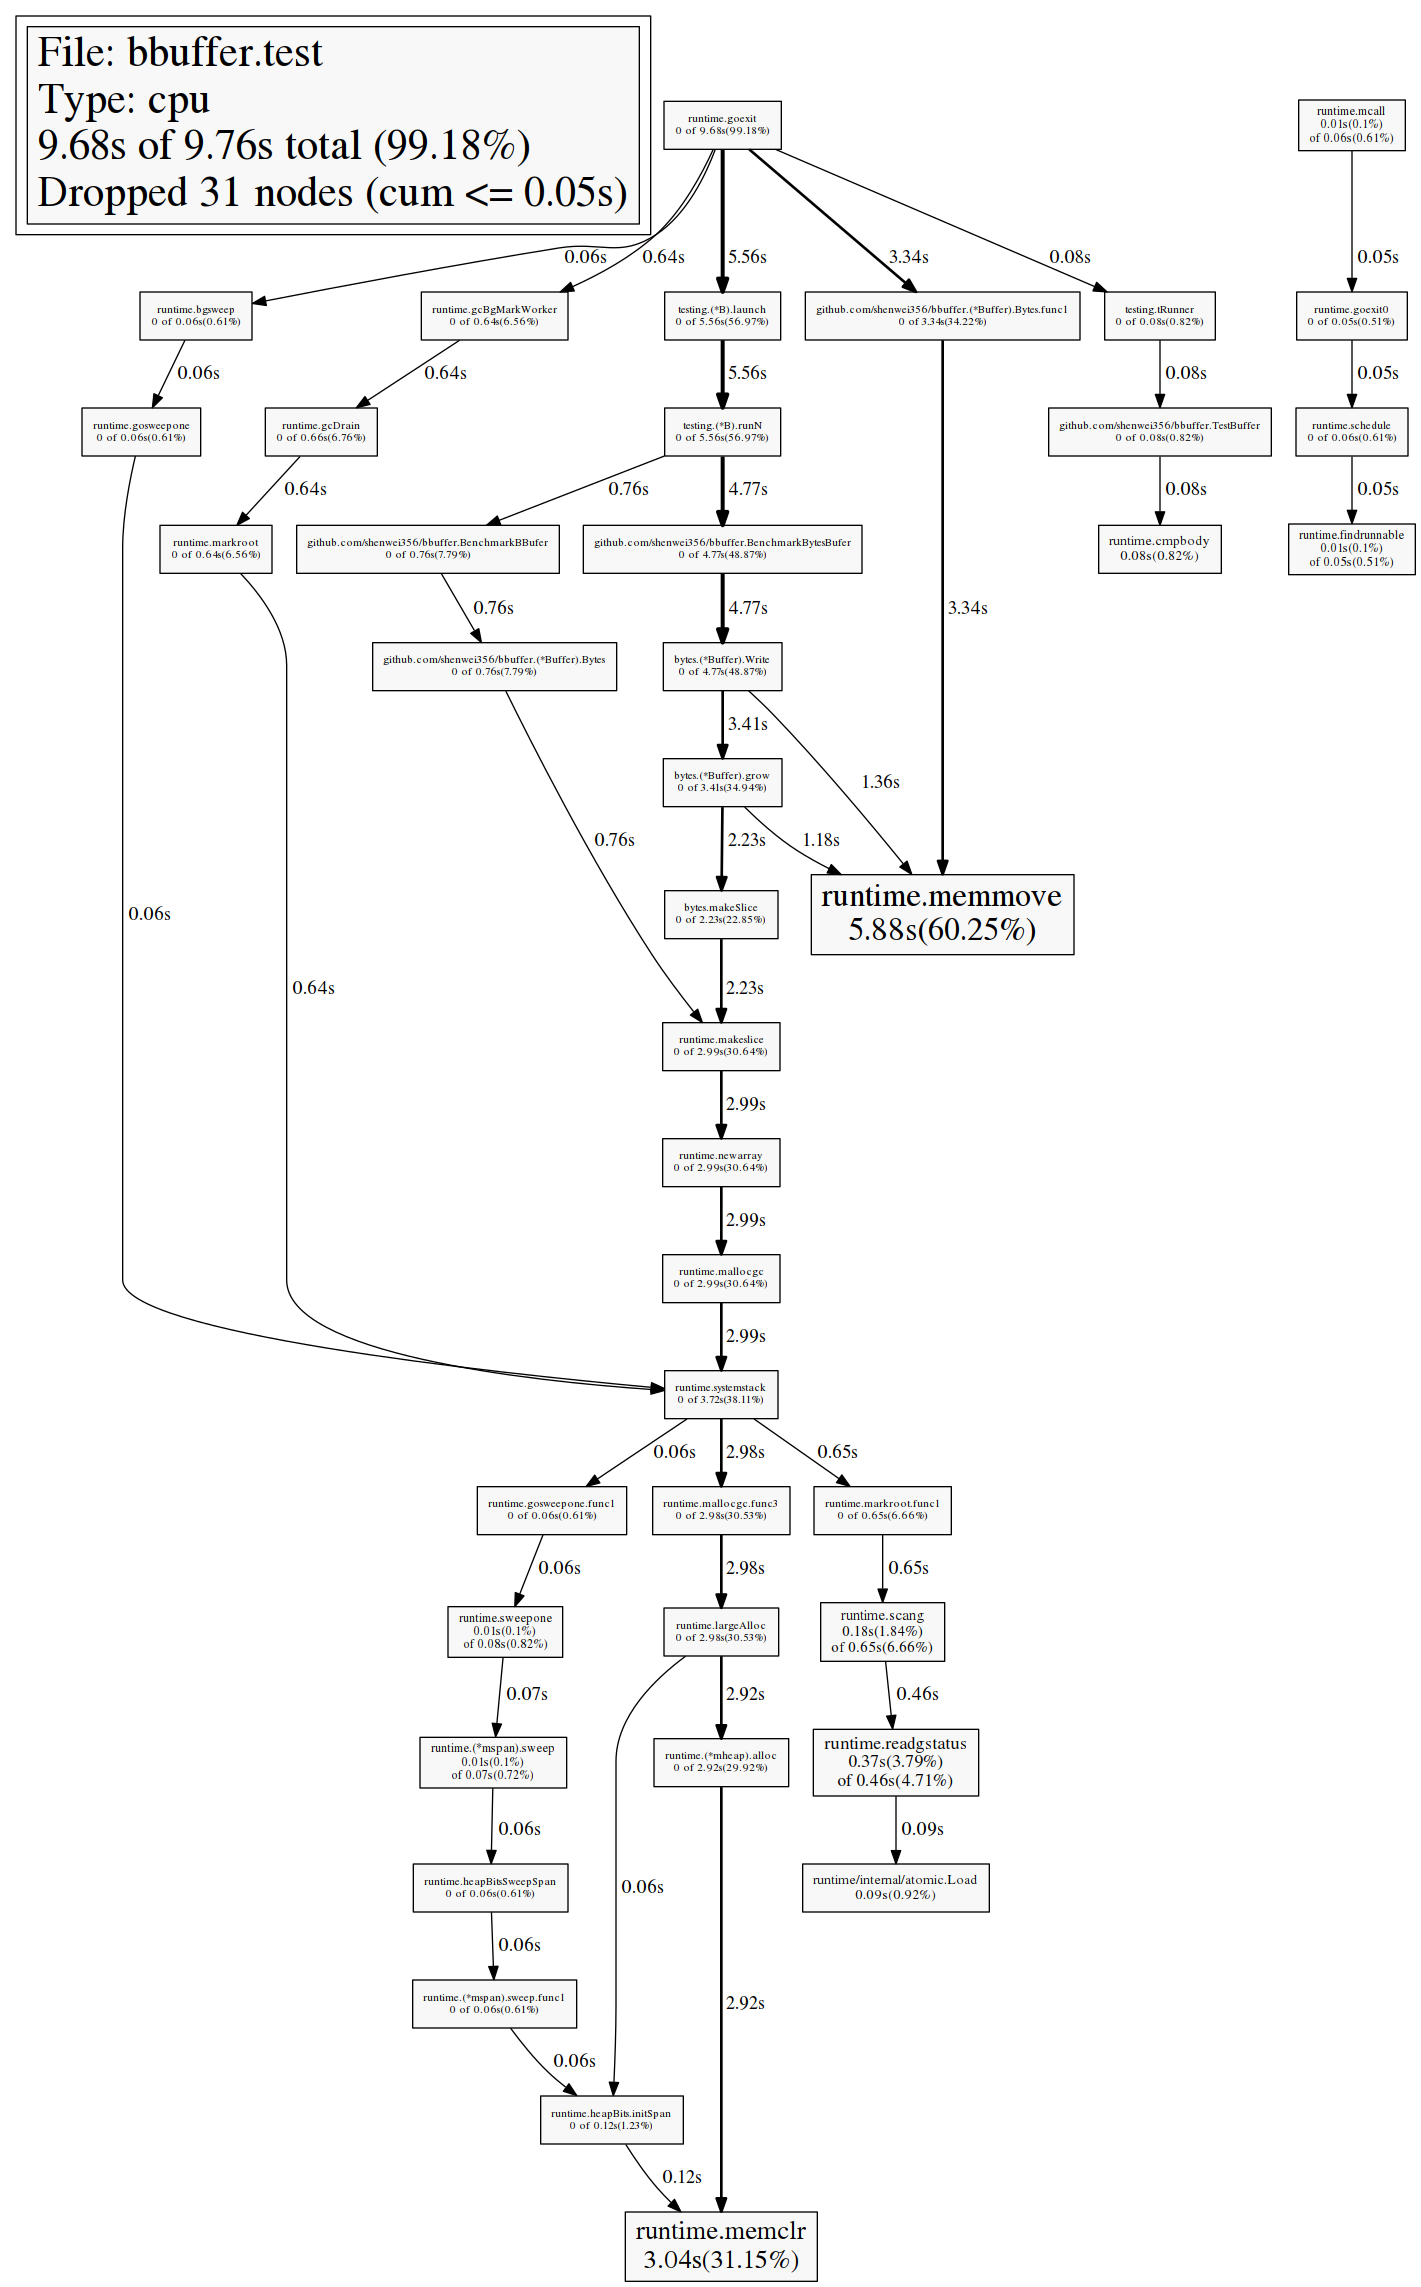 File: bbuffer.test
Type: cpu
9.68s of 9.76s total (99.18%)
Dropped 31 nodes (cum <= 0.05s)
runtime.goexit
0 of 9.68s(99.18%)
runtime.mcall
0.01s(0.1%)
of 0.06s(0.61%)
0.06s
0.64s
5.56s
3.34s
0.08s
0.05s
runtime.bgsweep
0 of 0.06s(0.61%)
runtime.gcBgMarkWorker
0 of 0.64s(6.56%)
testing.(*B).launch
0 of 5.56s(56.97%)
github.com/shenwei356/bbuffer.(*Buffer).Bytes.func1
0 of 3.34s(34.22%)
testing.tRunner
0 of 0.08s(0.82%)
runtime.goexit0
0 of 0.05s(0.51%)
0.06s
0.64s
5.56s
0.08s
0.05s
runtime.gosweepone
0 of 0.06s(0.61%)
runtime.gcDrain
0 of 0.66s(6.76%)
testing.(*B).runN
0 of 5.56s(56.97%)
github.com/shenwei356/bbuffer.TestBuffer
0 of 0.08s(0.82%)
runtime.schedule
0 of 0.06s(0.61%)
0.64s
0.76s
4.77s
0.08s
0.05s
runtime.markroot
0 of 0.64s(6.56%)
github.com/shenwei356/bbuffer.BenchmarkBBufer
0 of 0.76s(7.79%)
github.com/shenwei356/bbuffer.BenchmarkBytesBufer
0 of 4.77s(48.87%)
runtime.cmpbody
0.08s(0.82%)
runtime.findrunnable
0.01s(0.1%)
of 0.05s(0.51%)
0.76s
4.77s
3.34s
github.com/shenwei356/bbuffer.(*Buffer).Bytes
0 of 0.76s(7.79%)
bytes.(*Buffer).Write
0 of 4.77s(48.87%)
3.41s
1.36s
bytes.(*Buffer).grow
0 of 3.41s(34.94%)
0.76s
2.23s
1.18s
runtime.memmove
5.88s(60.25%)
bytes.makeSlice
0 of 2.23s(22.85%)
0.06s
0.64s
2.23s
runtime.makeslice
0 of 2.99s(30.64%)
2.99s
runtime.newarray
0 of 2.99s(30.64%)
2.99s
runtime.mallocgc
0 of 2.99s(30.64%)
2.99s
runtime.systemstack
0 of 3.72s(38.11%)
0.06s
2.98s
0.65s
runtime.gosweepone.func1
0 of 0.06s(0.61%)
runtime.mallocgc.func3
0 of 2.98s(30.53%)
runtime.markroot.func1
0 of 0.65s(6.66%)
0.06s
2.98s
0.65s
runtime.sweepone
0.01s(0.1%)
of 0.08s(0.82%)
runtime.largeAlloc
0 of 2.98s(30.53%)
runtime.scang
0.18s(1.84%)
of 0.65s(6.66%)
0.07s
2.92s
0.46s
runtime.(*mspan).sweep
0.01s(0.1%)
of 0.07s(0.72%)
runtime.(*mheap).alloc
0 of 2.92s(29.92%)
runtime.readgstatus
0.37s(3.79%)
of 0.46s(4.71%)
0.06s
0.09s
runtime.heapBitsSweepSpan
0 of 0.06s(0.61%)
0.06s
runtime/internal/atomic.Load
0.09s(0.92%)
0.06s
runtime.(*mspan).sweep.func1
0 of 0.06s(0.61%)
2.92s
0.06s
runtime.heapBits.initSpan
0 of 0.12s(1.23%)
0.12s
runtime.memclr
3.04s(31.15%)